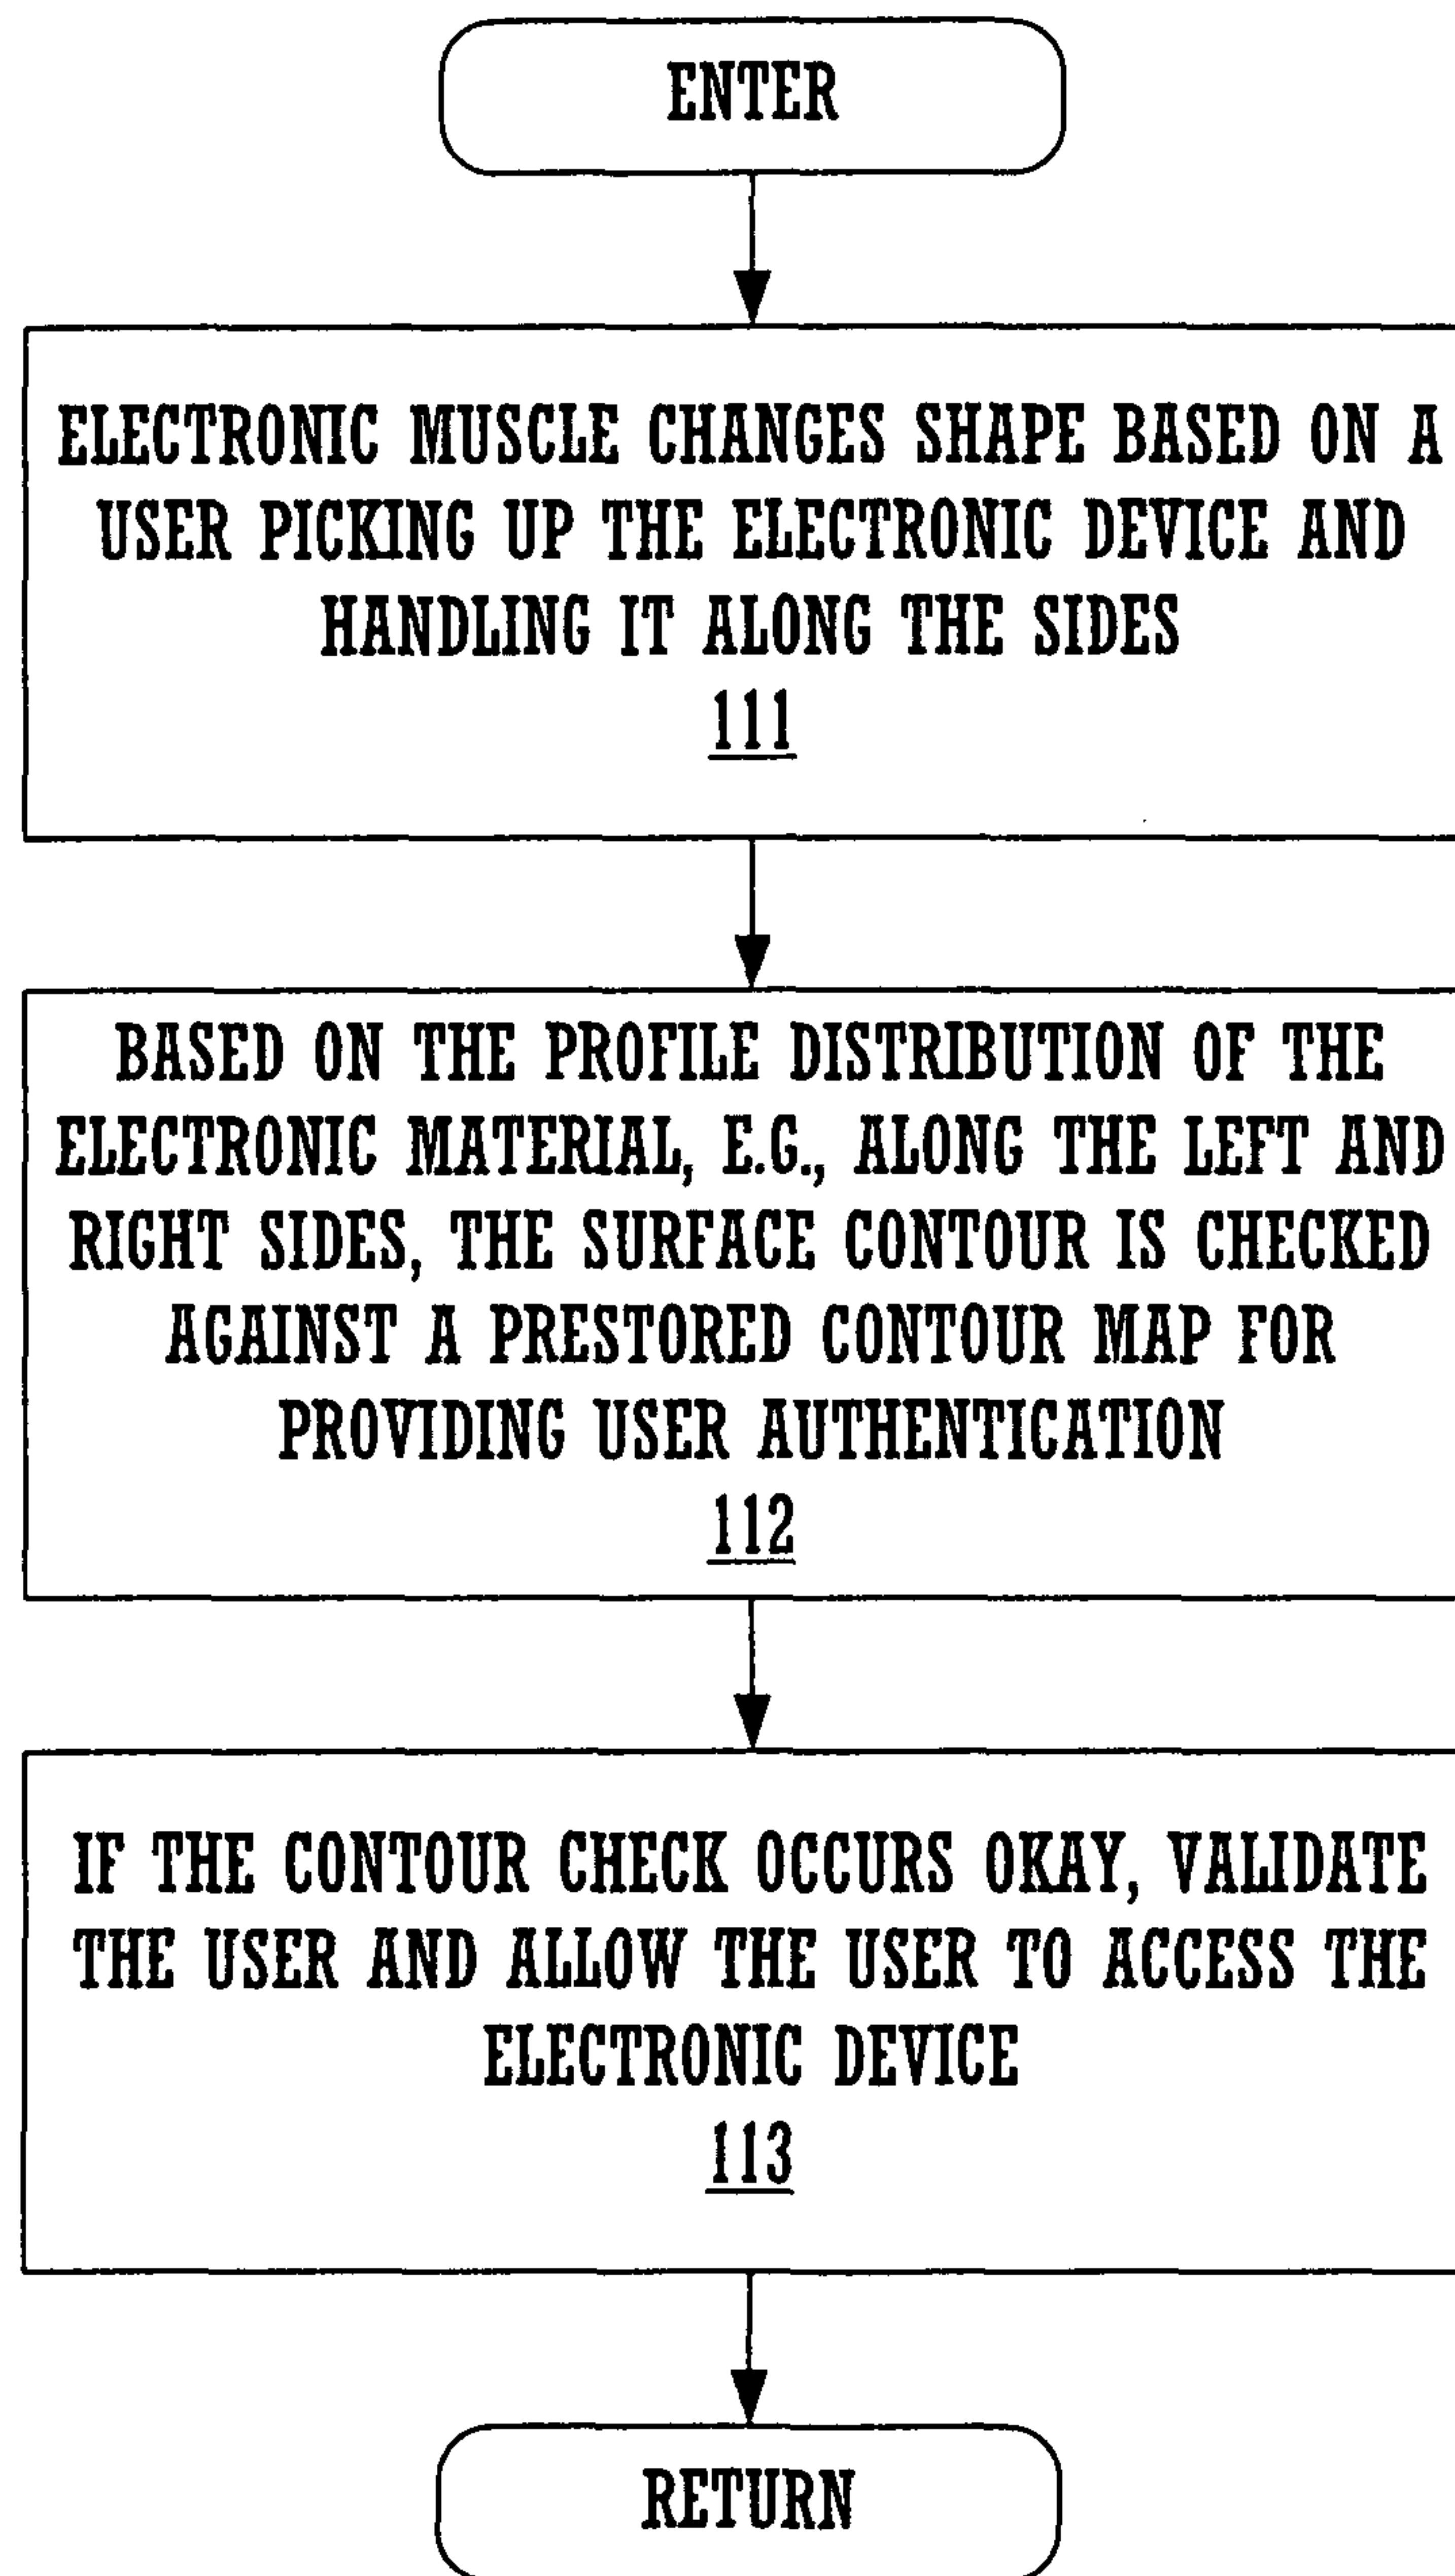 ENTER
ELECTRONIC MUSCLE CHANGES SHAPE BASED ON A
USER PICKING UP THE ELECTRONIC DEVICE AND
HANDLING IT ALONG THE SIDES
111
BASED ON THE PROFILE DISTRIBUTION OF THE
ELECTRONIC MATERIAL, E.G., ALONG THE LEFT AND
RIGHT SIDES, THE SURFACE CONTOUR IS CHECKED
AGAINST A PRESTORED CONTOUR MAP FOR
PROVIDING USER AUTHENTICATION
112
IF THE CONTOUR CHECK OCCURS OKAY, VALIDATE
THE USER AND ALLOW THE USER TO ACCESS THE
ELECTRONIC DEVICE
113
RETURN